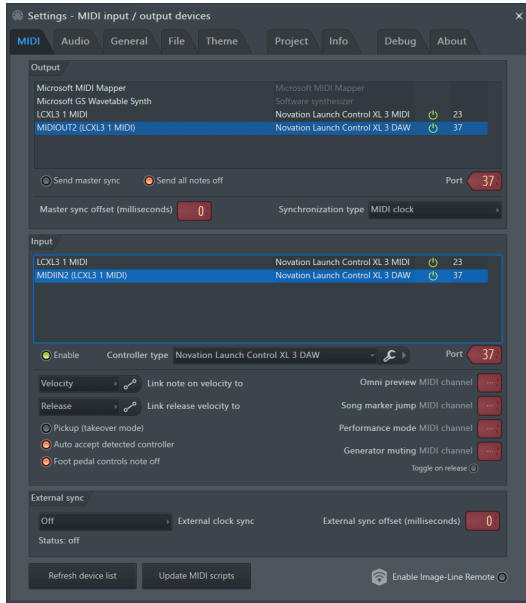 Settings - MIDI input / output devices
MIDI Audio General File Theme Project Info Debug About
Output
Microsoft MIDI Mapper Microsoft MIDI Mapper
Microsoft GS Wavetable Synth Software synthesizer
LCXL3 1 MIDI Novation Launch Control XL 3 MIDI 23
MIDIOUT2 (LCXL3 1 MIDI) Novation Launch Control XL 3 DAW 37
Send master sync Send all notes off Port 37
Master sync offset (milliseconds) 0 Synchronization type MIDI clock
Input
LCXL3 1 MIDI Novation Launch Control XL 3 MIDI 23
MIDIIN2 (LCXL3 1 MIDI) Novation Launch Control XL 3 DAW 37
Enable Controller type Novation Launch Control XL 3 DAW Port 37
Velocity Link note on velocity to Omni preview MIDI channel ---
Release Link release velocity to Song marker jump MIDI channel ---
Pickup (takeover mode) Performance mode MIDI channel ---
Auto accept detected controller
Foot pedal controls note off Generator muting MIDI channel ---
Toggle on release
External sync
Off External clock sync External sync offset (milliseconds) 0
Status: off
Refresh device list Update MIDI scripts Enable Image-Line Remote